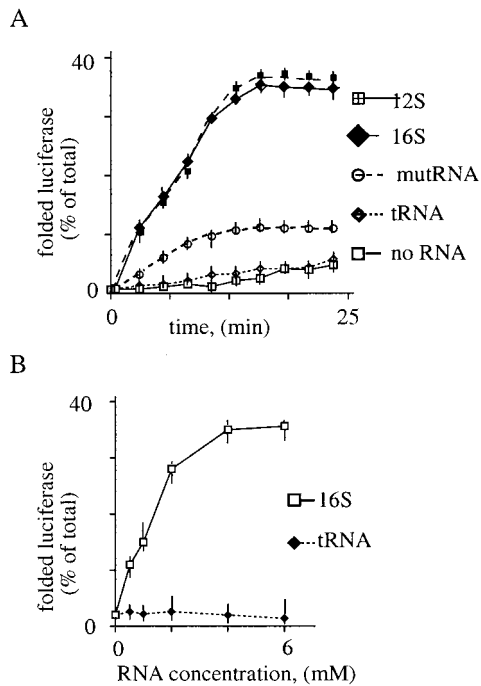 A
40
folded luciferase
(% of total)
0
0
time, (min)
25
12S
16S
mutRNA
tRNA
no RNA
B
40
folded luciferase
(% of total)
0
0
RNA concentration, (mM)
6
16S
tRNA